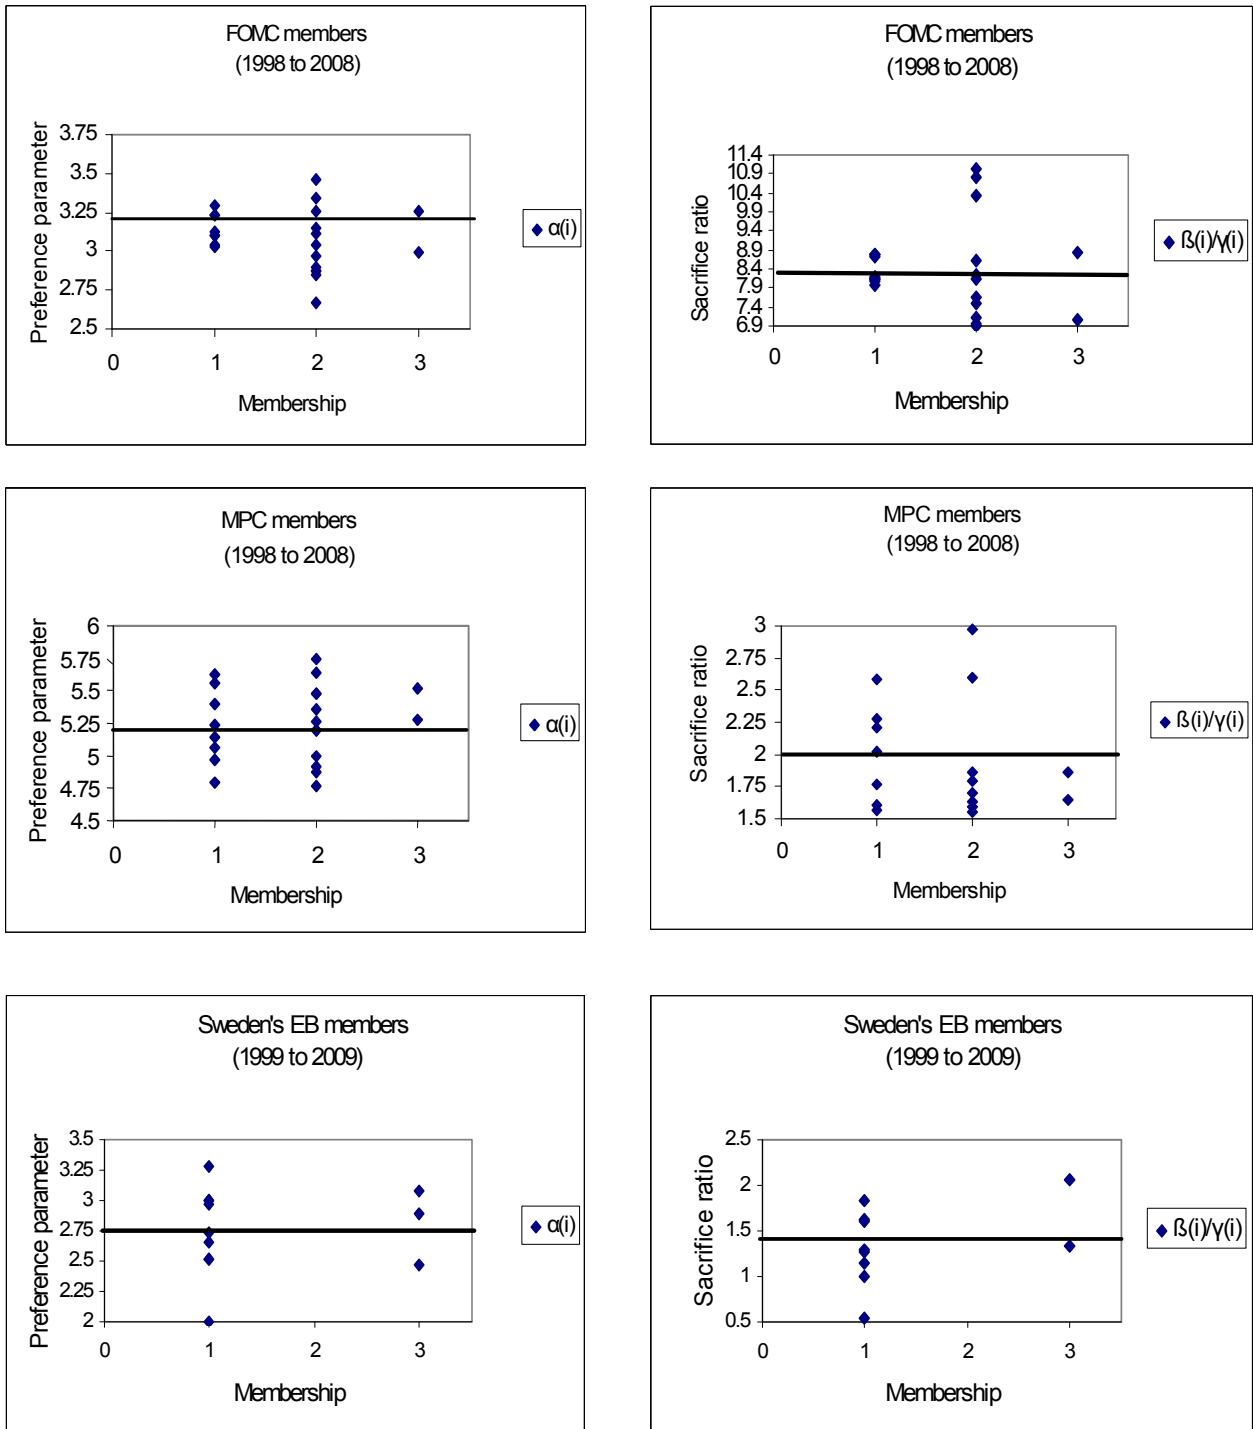 FOMC members
(1998 to 2008)
Preference parameter
3.75
3.5
3.25
3
2.75
2.5
0 1 2 3
Membership
α(i)
FOMC members
(1998 to 2008)
Sacrifice ratio
11.4
10.9
10.4
9.9
9.4
8.9
8.4
7.9
7.4
6.9
0 1 2 3
Membership
ß(i)/γ(i)
MPC members
(1998 to 2008)
Preference parameter
6
5.75
5.5
5.25
5
4.75
4.5
0 1 2 3
Membership
α(i)
MPC members
(1998 to 2008)
Sacrifice ratio
3
2.75
2.5
2.25
2
1.75
1.5
0 1 2 3
Membership
ß(i)/γ(i)
Sweden's EB members
(1999 to 2009)
Preference parameter
3.5
3.25
3
2.75
2.5
2.25
2
0 1 2 3
Membership
α(i)
Sweden's EB members
(1999 to 2009)
Sacrifice ratio
2.5
2
1.5
1
0.5
0 1 2 3
Membership
ß(i)/γ(i)